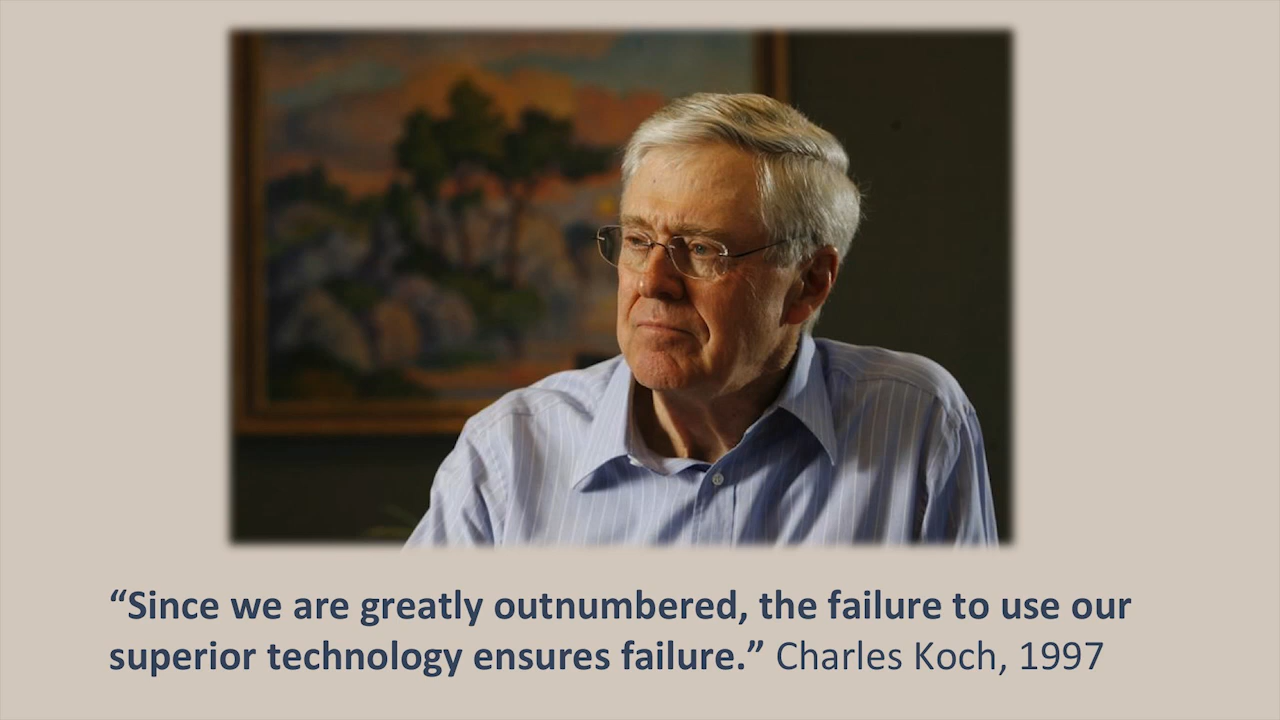 “Since we are greatly outnumbered, the failure to use our
superior technology ensures failure.” Charles Koch, 1997